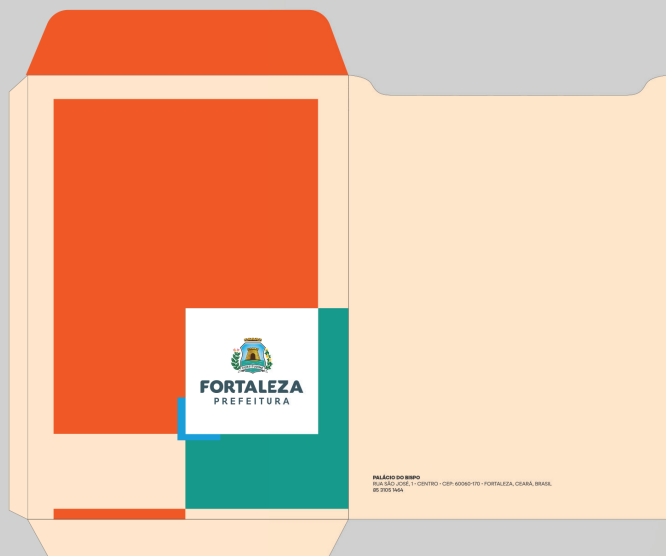 FORTALEZA
PREFEITURA
PALÁCIO DO BISPO
RUA SÃO JOSÉ, 1 - CENTRO - CEP: 60060-170 - FORTALEZA, CEARÁ, BRASIL
85 3105 1464